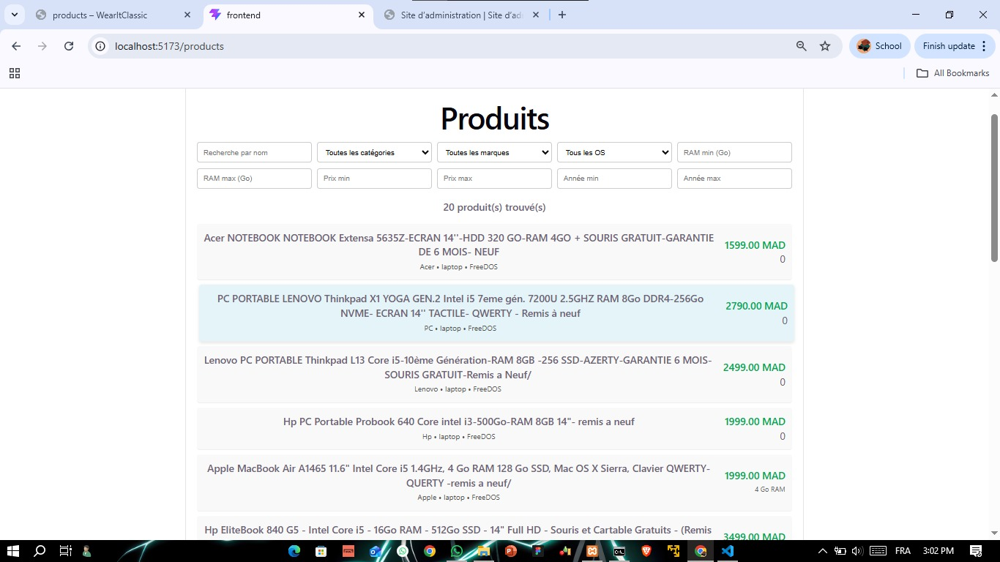 products – WearItClassic
frontend
Site d’administration | Site d’ad
localhost:5173/products
School
Finish update
All Bookmarks
Produits
Recherche par nom
Toutes les catégories
Toutes les marques
Tous les OS
RAM min (Go)
RAM max (Go)
Prix min
Prix max
Année min
Année max
20 produit(s) trouvé(s)
Acer NOTEBOOK NOTEBOOK Extensa 5635Z-ECRAN 14''-HDD 320 GO-RAM 4GO + SOURIS GRATUIT-GARANTIE
DE 6 MOIS- NEUF
Acer • laptop • FreeDOS
1599.00 MAD
0
PC PORTABLE LENOVO Thinkpad X1 YOGA GEN.2 Intel i5 7eme gén. 7200U 2.5GHZ RAM 8Go DDR4-256Go
NVME- ECRAN 14'' TACTILE- QWERTY - Remis à neuf
PC • laptop • FreeDOS
2790.00 MAD
0
Lenovo PC PORTABLE Thinkpad L13 Core i5-10ème Génération-RAM 8GB -256 SSD-AZERTY-GARANTIE 6 MOIS-
SOURIS GRATUIT-Remis a Neuf/
Lenovo • laptop • FreeDOS
2499.00 MAD
0
Hp PC Portable Probook 640 Core intel i3-500Go-RAM 8GB 14"- remis a neuf
Hp • laptop • FreeDOS
1999.00 MAD
0
Apple MacBook Air A1465 11.6" Intel Core i5 1.4GHz, 4 Go RAM 128 Go SSD, Mac OS X Sierra, Clavier QWERTY-
QUERTY -remis a neuf/
Apple • laptop • FreeDOS
1999.00 MAD
4 Go RAM
Hp EliteBook 840 G5 - Intel Core i5 - 16Go RAM - 512Go SSD - 14" Full HD - Souris et Cartable Gratuits - (Remis
3499.00 MAD
FRA
3:02 PM